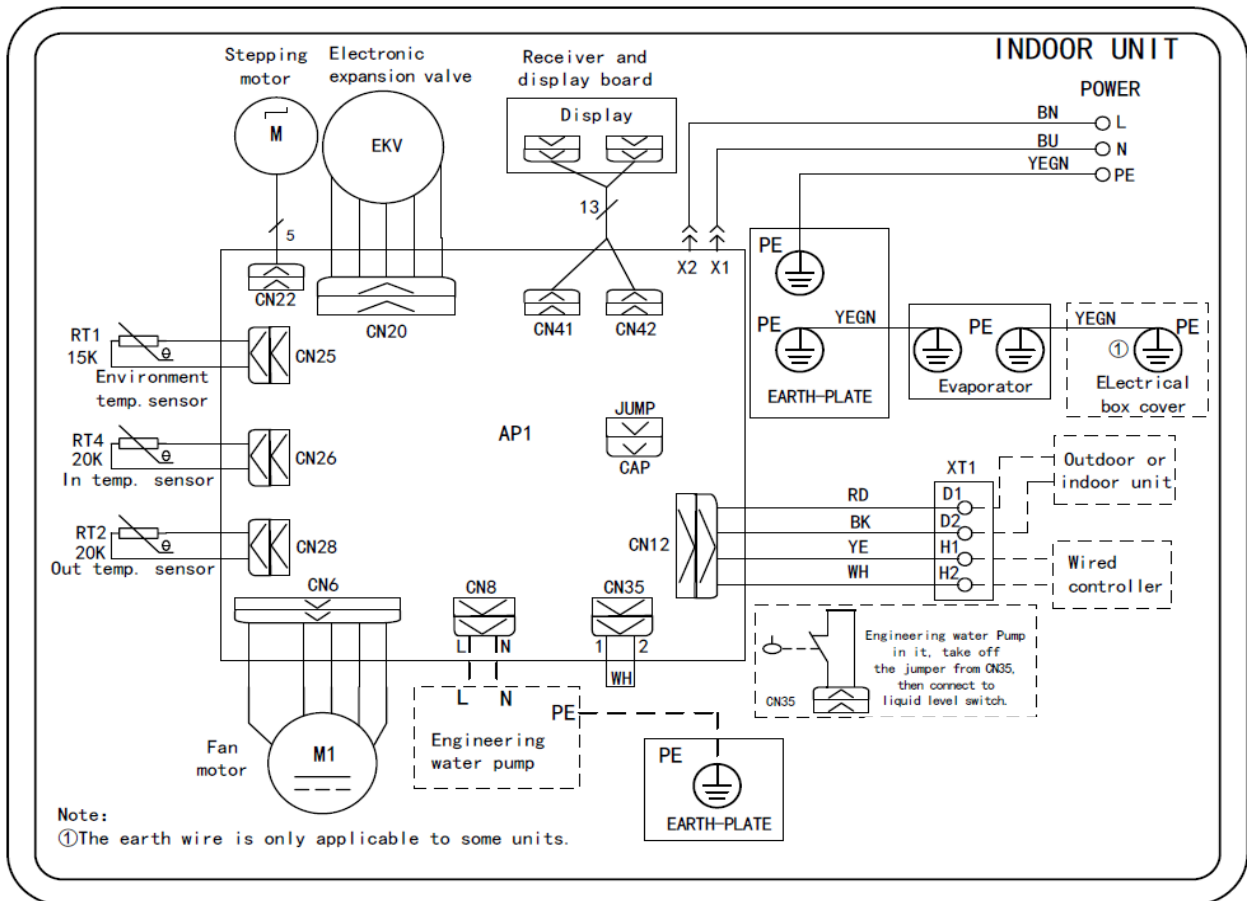 INDOOR UNIT
POWER
Stepping
motor
M
5
Electronic
expansion valve
EKV
Receiver and
display board
Display
13
BN
L
BU
N
YEGN
PE
X2 X1
CN22
CN20
CN41
CN42
PE
PE
EARTH-PLATE
YEGN
PE
Evaporator
YEGN
PE
①
ELectrical
box cover
RT1
15K
Environment
temp. sensor
CN25
RT4
20K
In temp. sensor
CN26
RT2
20K
Out temp. sensor
CN28
AP1
JUMP
CAP
CN12
RD
BK
YE
WH
XT1
D1
D2
H1
H2
Outdoor or
indoor unit
Wired
controller
CN6
Fan
motor
M1
CN8
L N
L N
Engineering
water pump
PE
CN35
1 2
WH
PE
EARTH-PLATE
CN35
Engineering water Pump
in it, take off
the jumper from CN35,
then connect to
liquid level switch.
θ
θ
θ
Note:
①The earth wire is only applicable to some units.